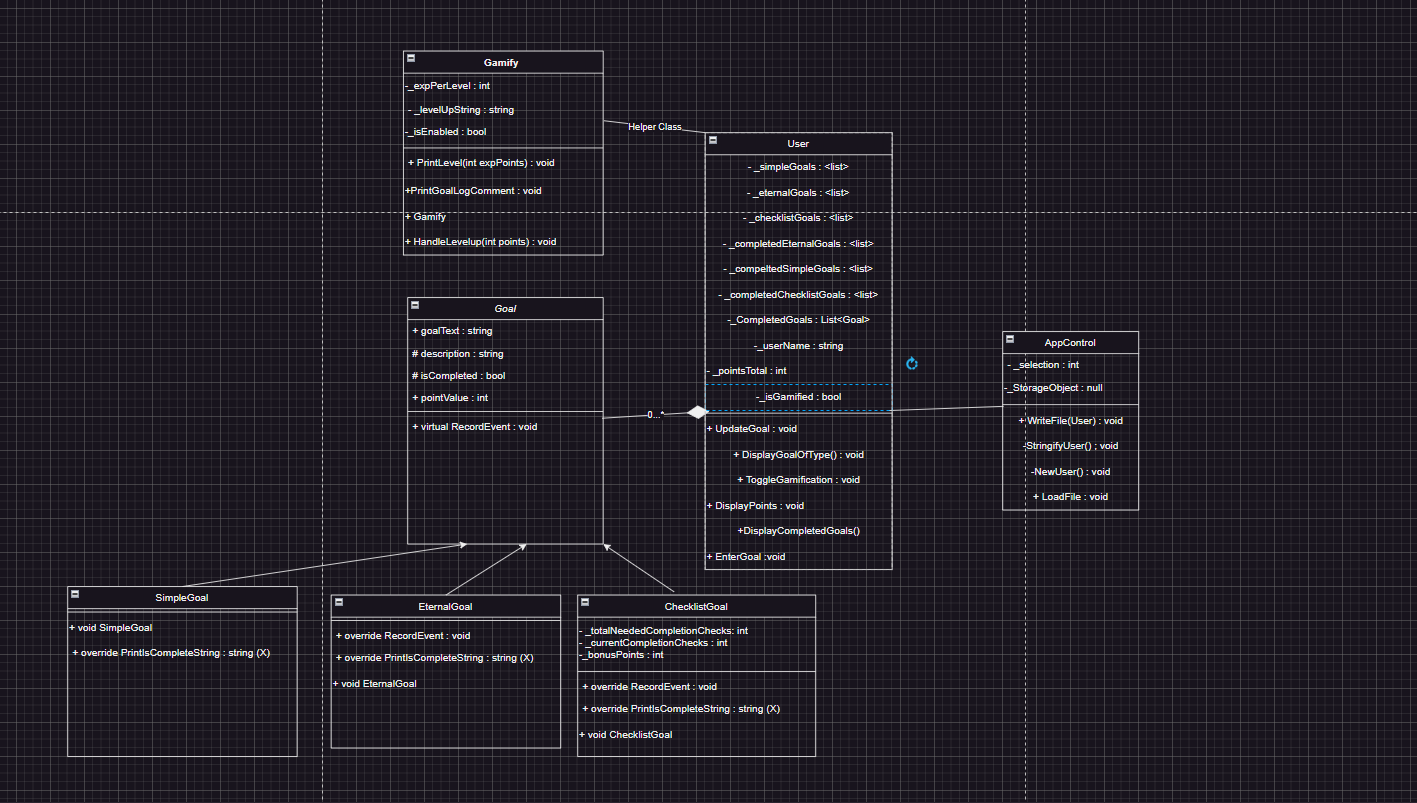 Gamify
-_expPerLevel : int
- _levelUpString : string
-_isEnabled : bool
+ PrintLevel(int expPoints) : void
+PrintGoalLogComment : void
+ Gamify
+ HandleLevelup(int points) : void
Helper Class
User
- _simpleGoals : <list>
- _eternalGoals : <list>
- _checklistGoals : <list>
- _completedEternalGoals : <list>
- _compeltedSimpleGoals : <list>
- _completedChecklistGoals : <list>
-_CompletedGoals : List<Goal>
-_userName : string
- _pointsTotal : int
-_isGamified : bool
+ UpdateGoal : void
+ DisplayGoalOfType() : void
+ ToggleGamification : void
+ DisplayPoints : void
+DisplayCompletedGoals()
+ EnterGoal :void
Goal
+ goalText : string
# description : string
# isCompleted : bool
+ pointValue : int
+ virtual RecordEvent : void
0...*
AppControl
- _selection : int
-_StorageObject : null
+ WriteFile(User) : void
-StringifyUser() ; void
-NewUser() : void
+ LoadFile : void
SimpleGoal
+ void SimpleGoal
+ override PrintIsCompleteString : string (X)
EternalGoal
+ override RecordEvent : void
+ override PrintIsCompleteString : string (X)
+ void EternalGoal
ChecklistGoal
- _totalNeededCompletionChecks: int
- _currentCompletionChecks : int
-_bonusPoints : int
+ override RecordEvent : void
+ override PrintIsCompleteString : string (X)
+ void ChecklistGoal